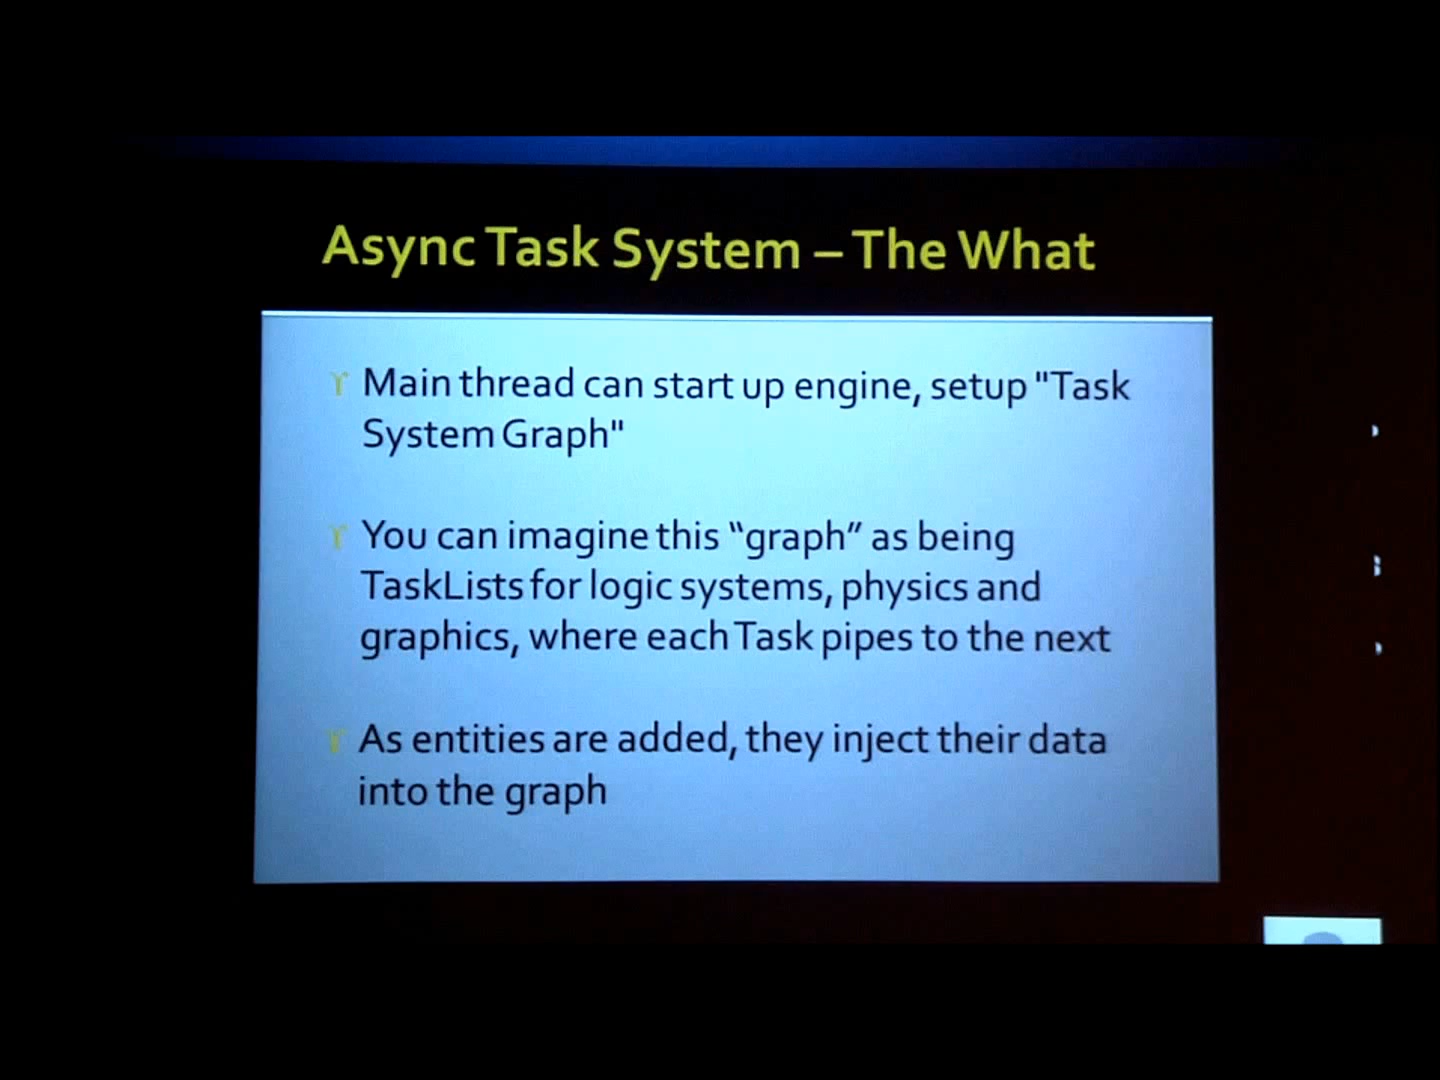 Async Task System – The What
Main thread can start up engine, setup "Task
System Graph"
You can imagine this “graph” as being
TaskLists for logic systems, physics and
graphics, where each Task pipes to the next
As entities are added, they inject their data
into the graph